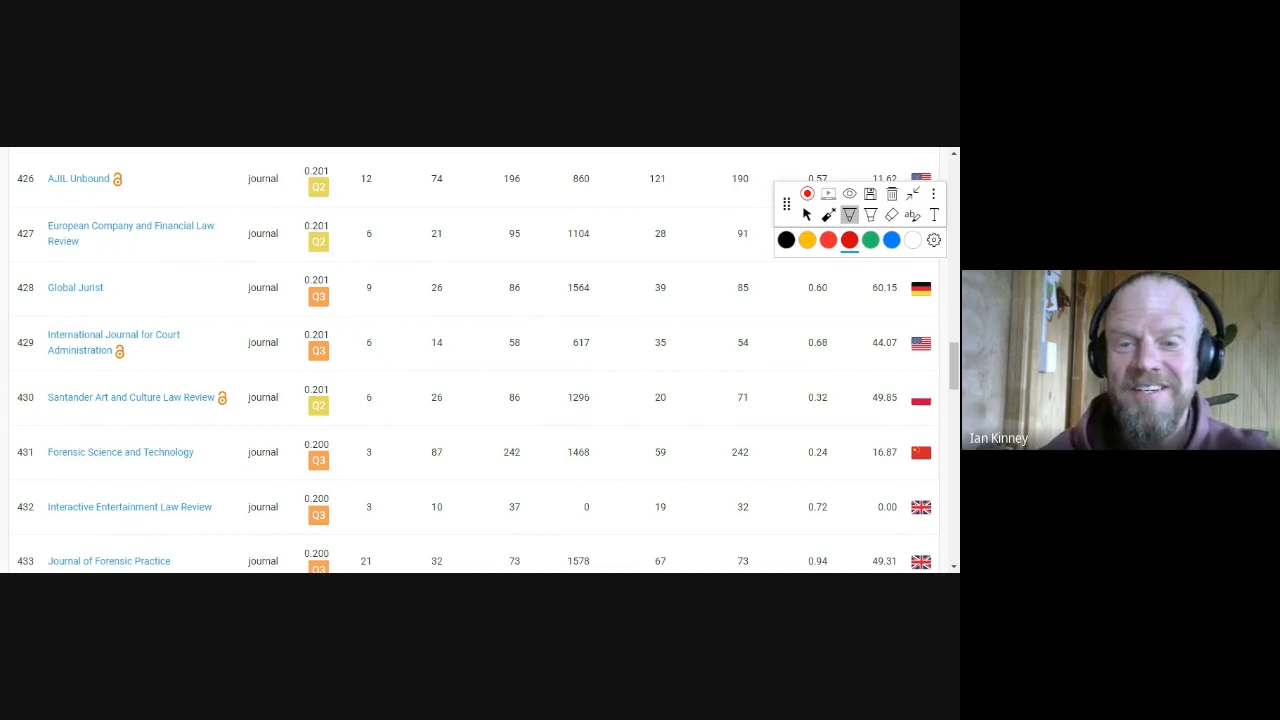 426 AJIL Unbound journal 0.201 Q2 12 74 196 860 121 190 0.57 11.62
427 European Company and Financial Law Review journal 0.201 Q2 6 21 95 1104 28 91
428 Global Jurist journal 0.201 Q3 9 26 86 1564 39 85 0.60 60.15
429 International Journal for Court Administration journal 0.201 Q3 6 14 58 617 35 54 0.68 44.07
430 Santander Art and Culture Law Review journal 0.201 Q2 6 26 86 1296 20 71 0.32 49.85
431 Forensic Science and Technology journal 0.200 Q3 3 87 242 1468 59 242 0.24 16.87
432 Interactive Entertainment Law Review journal 0.200 Q3 3 10 37 0 19 32 0.72 0.00
433 Journal of Forensic Practice journal 0.200 Q3 21 32 73 1578 67 73 0.94 49.31
Ian Kinney